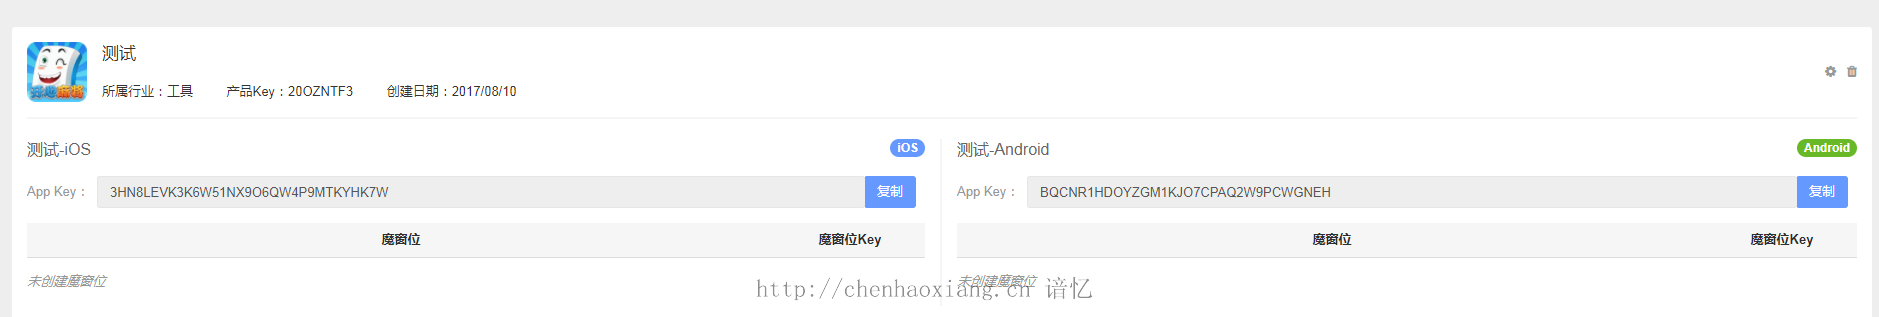 测试
所属行业：工具 产品Key：20OZNTF3 创建日期：2017/08/10
测试-iOS
iOS
App Key： 3HN8LEVK3K6W51NX9O6QW4P9MTKYHK7W 复制
魔窗位 魔窗位Key
未创建魔窗位
测试-Android
Android
App Key： BQCNR1HDOYZGM1KJO7CPAQ2W9PCWGNEH 复制
魔窗位 魔窗位Key
未创建魔窗位
http://chenhaoxiang.cn 谙忆